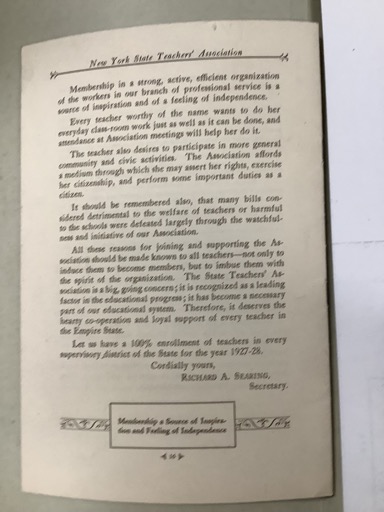 New York State Teachers' Association
Membership in a strong, active, efficient organization
of the workers in our branch of professional service is a
source of inspiration and of a feeling of independence.
Every teacher worthy of the name wants to do her
everyday class-room work just as well as it can be done, and
attendance at Association meetings will help her do it.
The teacher also desires to participate in more general
community and civic activities. The Association affords
a medium through which she may assert her rights, exercise
her citizenship, and perform some important duties as a
citizen.
It should be remembered also, that many bills con-
sidered detrimental to the welfare of teachers or harmful
to the schools were defeated largely through the watchful-
ness and initiative of our Association.
All these reasons for joining and supporting the As-
sociation should be made known to all teachers—not only to
induce them to become members, but to imbue them with
the spirit of the organization. The State Teachers' As-
sociation is a big, going concern; it is recognized as a leading
factor in the educational progress; it has become a necessary
part of our educational system. Therefore, it deserves the
hearty co-operation and loyal support of every teacher in
the Empire State.
Let us have a 100% enrollment of teachers in every
supervisory district of the State for the year 1927-28.
Cordially yours,
RICHARD A. SEARING,
Secretary.
Membership a Source of Inspira-
tion and Feeling of Independence